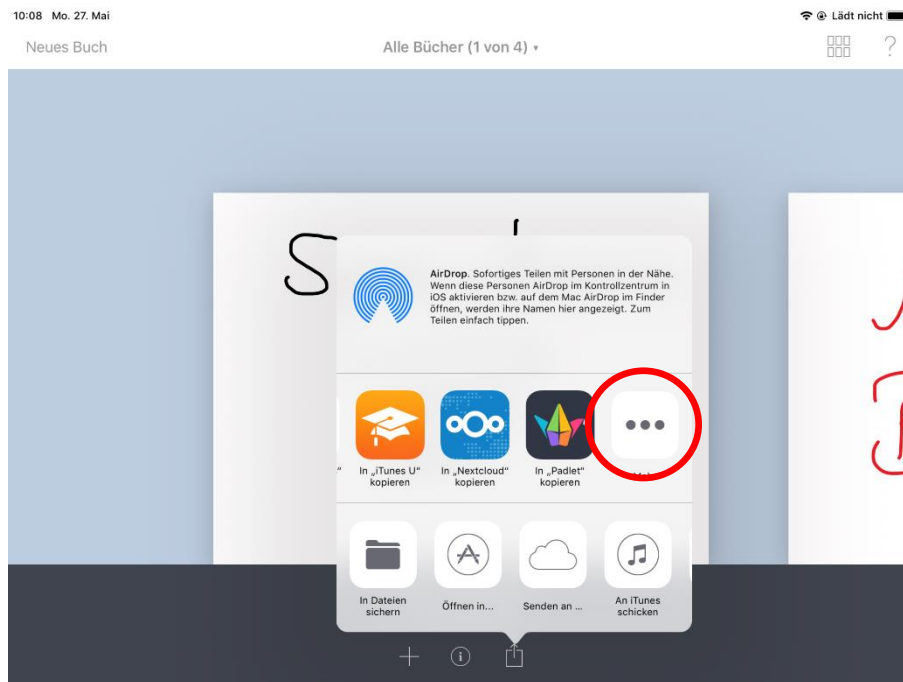 10:08 Mo. 27. Mai
Lädt nicht
Neues Buch
Alle Bücher (1 von 4) ▾
?
S
AirDrop. Sofortiges Teilen mit Personen in der Nähe.
Wenn diese Personen AirDrop im Kontrollzentrum in
iOS aktivieren bzw. auf dem Mac AirDrop im Finder
öffnen, werden ihre Namen hier angezeigt. Zum
Teilen einfach tippen.
In „iTunes U“
kopieren
In „Nextcloud“
kopieren
In „Padlet“
kopieren
In Dateien
sichern
Öffnen in...
Senden an ...
An iTunes
schicken